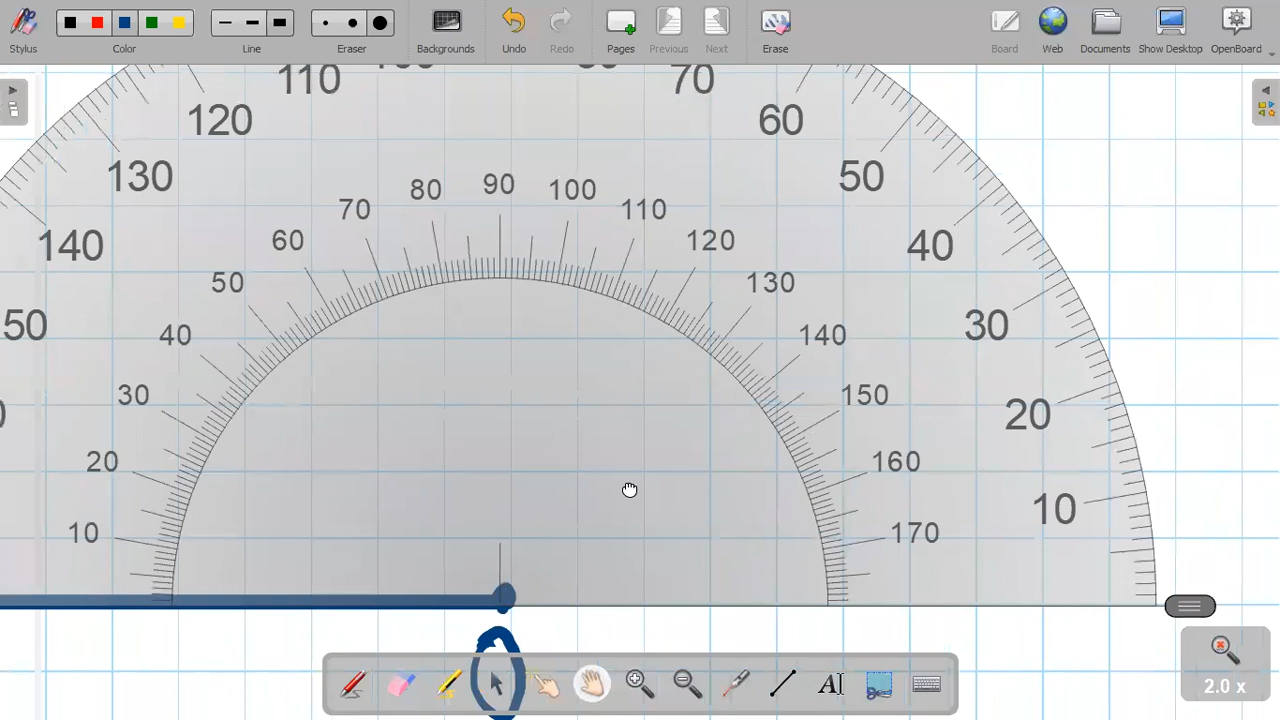 Stylus Color Line Eraser Backgrounds Undo Redo Pages Previous Next Erase Board Web Documents Show Desktop OpenBoard
110 70
120 60
130 50
80 90 100
70 110
140 60 120 40
50 130
40 140 30
30 150 20
20 160
10 170 10
AI
2.0 x